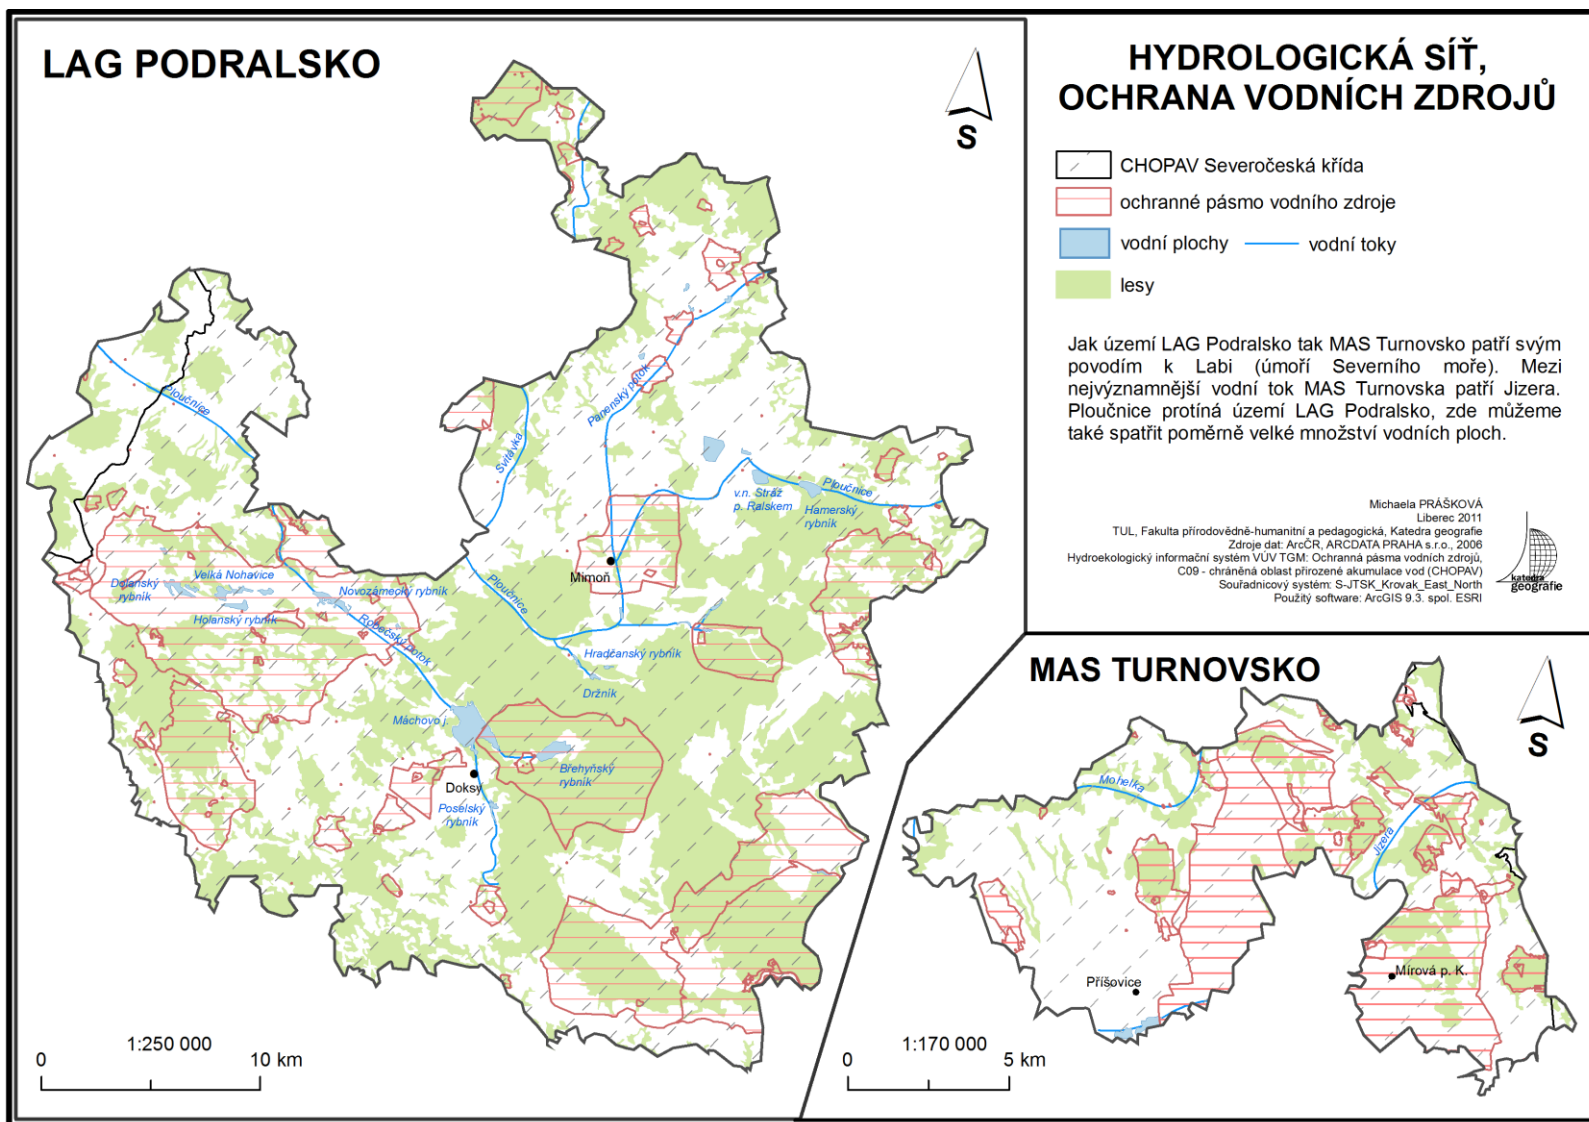 LAG PODRALSKO
S
HYDROLOGICKÁ SÍŤ,
OCHRANA VODNÍCH ZDROJŮ
CHOPAV Severočeská křída
ochranné pásmo vodního zdroje
vodní plochy
vodní toky
lesy
Jak území LAG Podralsko tak MAS Turnovsko patří svým
povodím k Labi (úmoří Severního moře). Mezi
nejvýznamnější vodní tok MAS Turnovska patří Jizera.
Ploučnice protíná území LAG Podralsko, zde můžeme
také spatřit poměrně velké množství vodních ploch.
Michaela PRÁŠKOVÁ
Liberec 2011
TUL, Fakulta přírodovědně-humanitní a pedagogická, Katedra geografie
Zdroje dat: ArcČR, ARCDATA PRAHA s.r.o., 2006
Hydroekologický informační systém VÚV TGM: Ochranná pásma vodních zdrojů,
C09 - chráněná oblast přirozené akumulace vod (CHOPAV)
Souřadnicový systém: S-JTSK_Krovak_East_North
Použitý software: ArcGIS 9.3. spol. ESRI
katedra
geografie
Ploučnice
Svitávka
Panenský potok
v.n. Stráž
p. Ralskem
Ploučnice
Hamerský
rybník
Mimoň
Ploučnice
Dolanský
rybník
Velká Nohavice
Novozámecký rybník
Holanský rybník
Robečský potok
Hradčanský rybník
Držník
Máchovo j.
Břehyňský
rybník
Doksy
Poselský
rybník
1:250 000
0
10 km
MAS TURNOVSKO
S
Mohelka
Jizera
Příšovice
Mírová p. K.
1:170 000
0
5 km